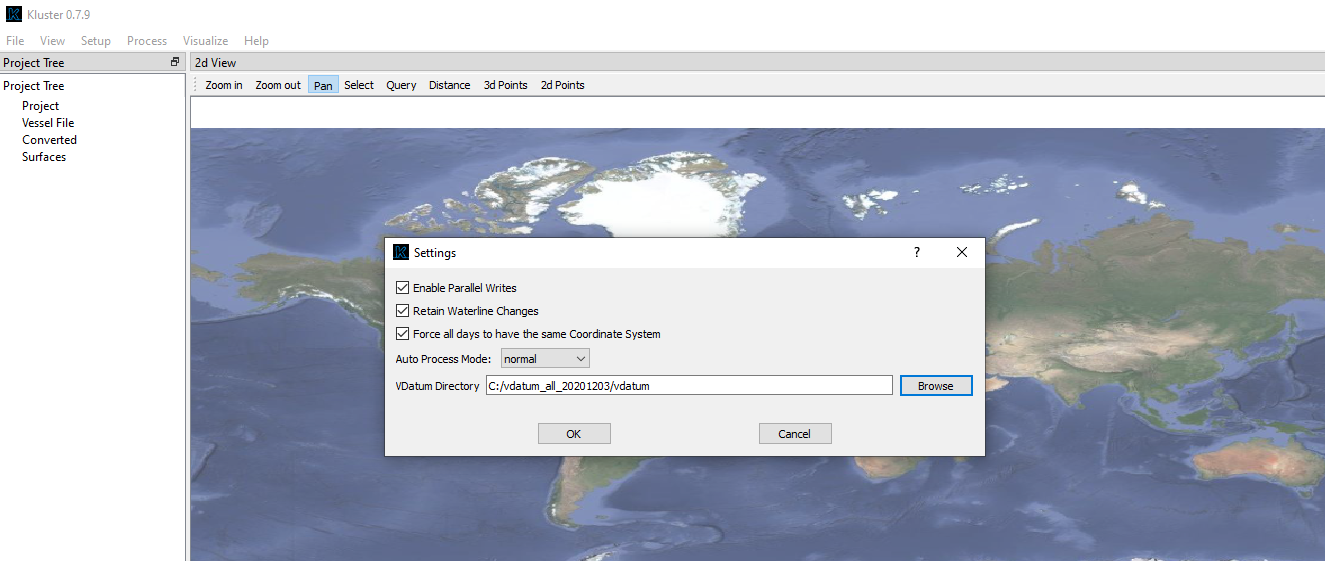 Kluster 0.7.9
File View Setup Process Visualize Help
Project Tree
2d View
Project Tree
Project
Vessel File
Converted
Surfaces
Zoom in Zoom out Pan Select Query Distance 3d Points 2d Points
Settings ?
Enable Parallel Writes
Retain Waterline Changes
Force all days to have the same Coordinate System
Auto Process Mode: normal
VDatum Directory C:/vdatum_all_20201203/vdatum Browse
OK Cancel